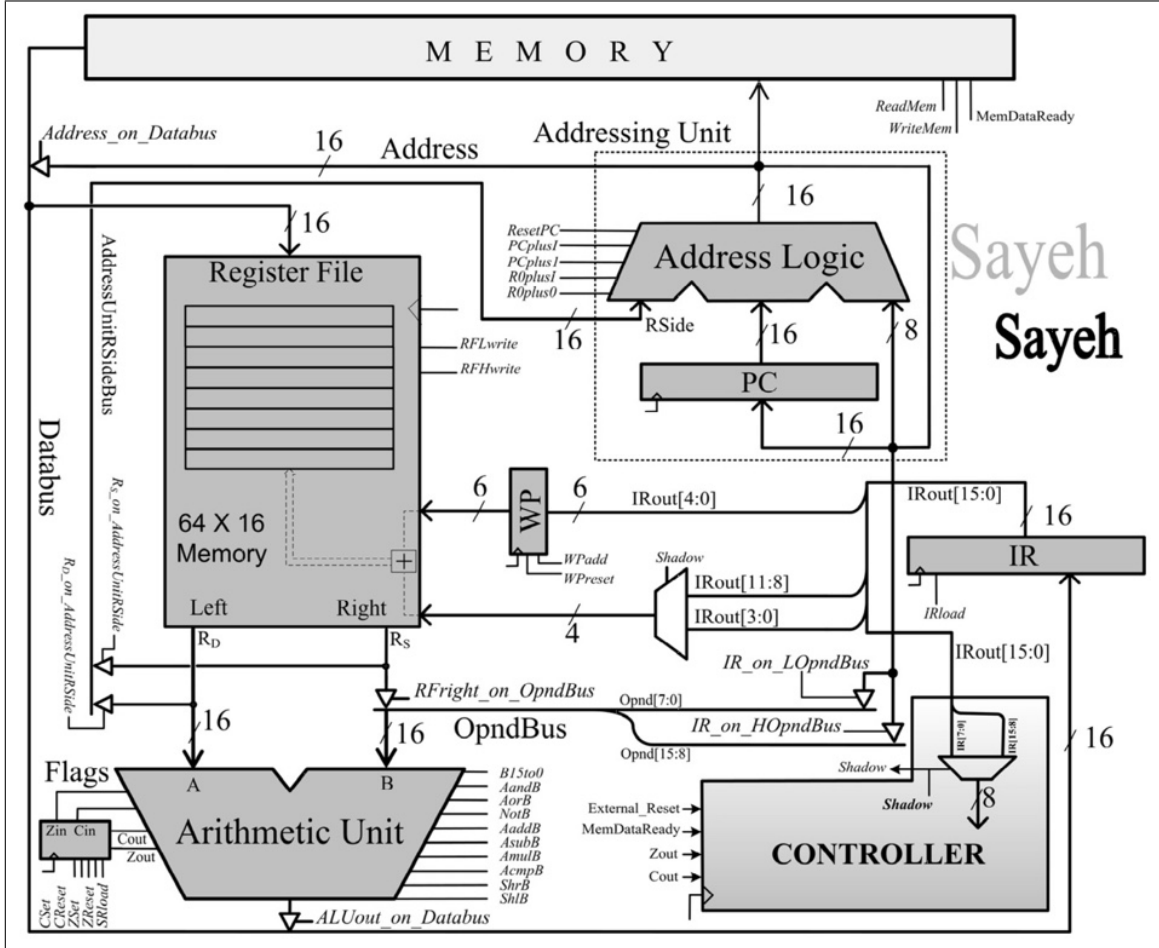 M E M O R Y
ReadMem
WriteMem
MemDataReady
Address_on_Databus
16
Address
Addressing Unit
16
16
ResetPC
PCplusI
PCplus1
R0plusI
R0plus0
Address Logic
Sayeh
Sayeh
Register File
AddressUnitRSideBus
16
RSide
16
8
RFLwrite
RFHwrite
PC
16
Databus
RS_on_AddressUnitRSide
RD_on_AddressUnitRSide
64 X 16
Memory
+
6
WP
6
IRout[4:0]
IRout[15:0]
16
IR
WPadd
WPreset
Shadow
IRout[11:8]
IRout[3:0]
IRload
4
Left
Right
RD
RS
IRout[15:0]
IR_on_LOpndBus
RFright_on_OpndBus
Opnd[7:0]
16
16
OpndBus
IR_on_HOpndBus
Opnd[15:8]
IR[7:0]
IR[15:8]
16
Flags
A
B
Shadow
Shadow
8
B15to0
AandB
AorB
NotB
AaddB
AsubB
AmulB
AcmpB
ShrB
ShlB
Arithmetic Unit
Zin Cin
Cout
Zout
CSet
CReset
ZSet
ZReset
SRload
External_Reset
MemDataReady
Zout
Cout
CONTROLLER
ALUout_on_Databus